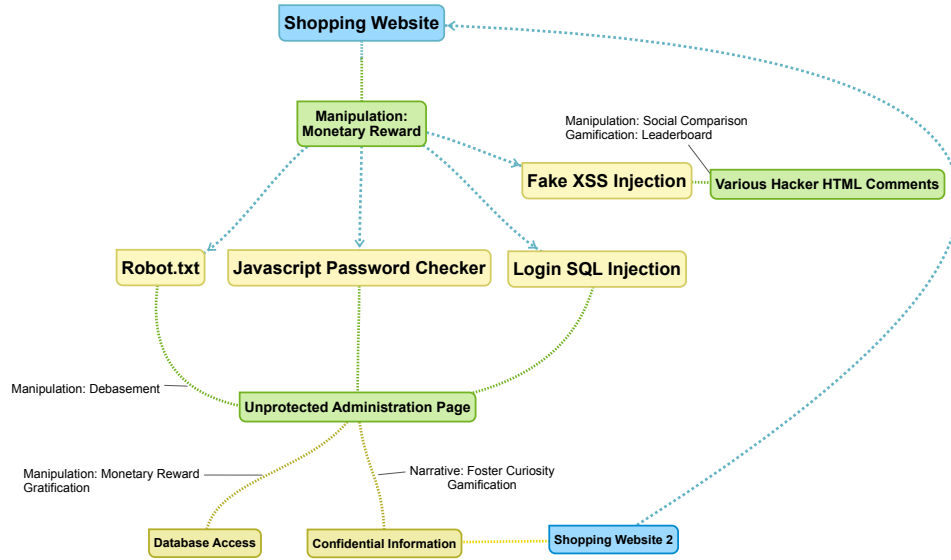 Shopping Website
Manipulation:
Monetary Reward
Manipulation: Social Comparison
Gamification: Leaderboard
Fake XSS Injection
Various Hacker HTML Comments
Robot.txt
Javascript Password Checker
Login SQL Injection
Manipulation: Debasement
Unprotected Administration Page
Manipulation: Monetary Reward
Gratification
Narrative: Foster Curiosity
Gamification
Database Access
Confidential Information
Shopping Website 2